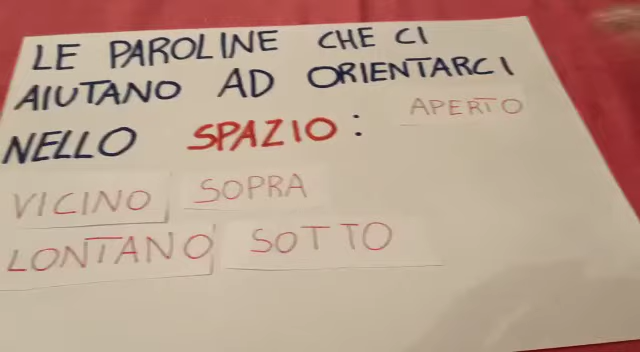 LE PAROLINE CHE CI
AIUTANO AD ORIENTARCI
NELLO SPAZIO: APERTO
VICINO SOPRA
LONTANO SOTTO